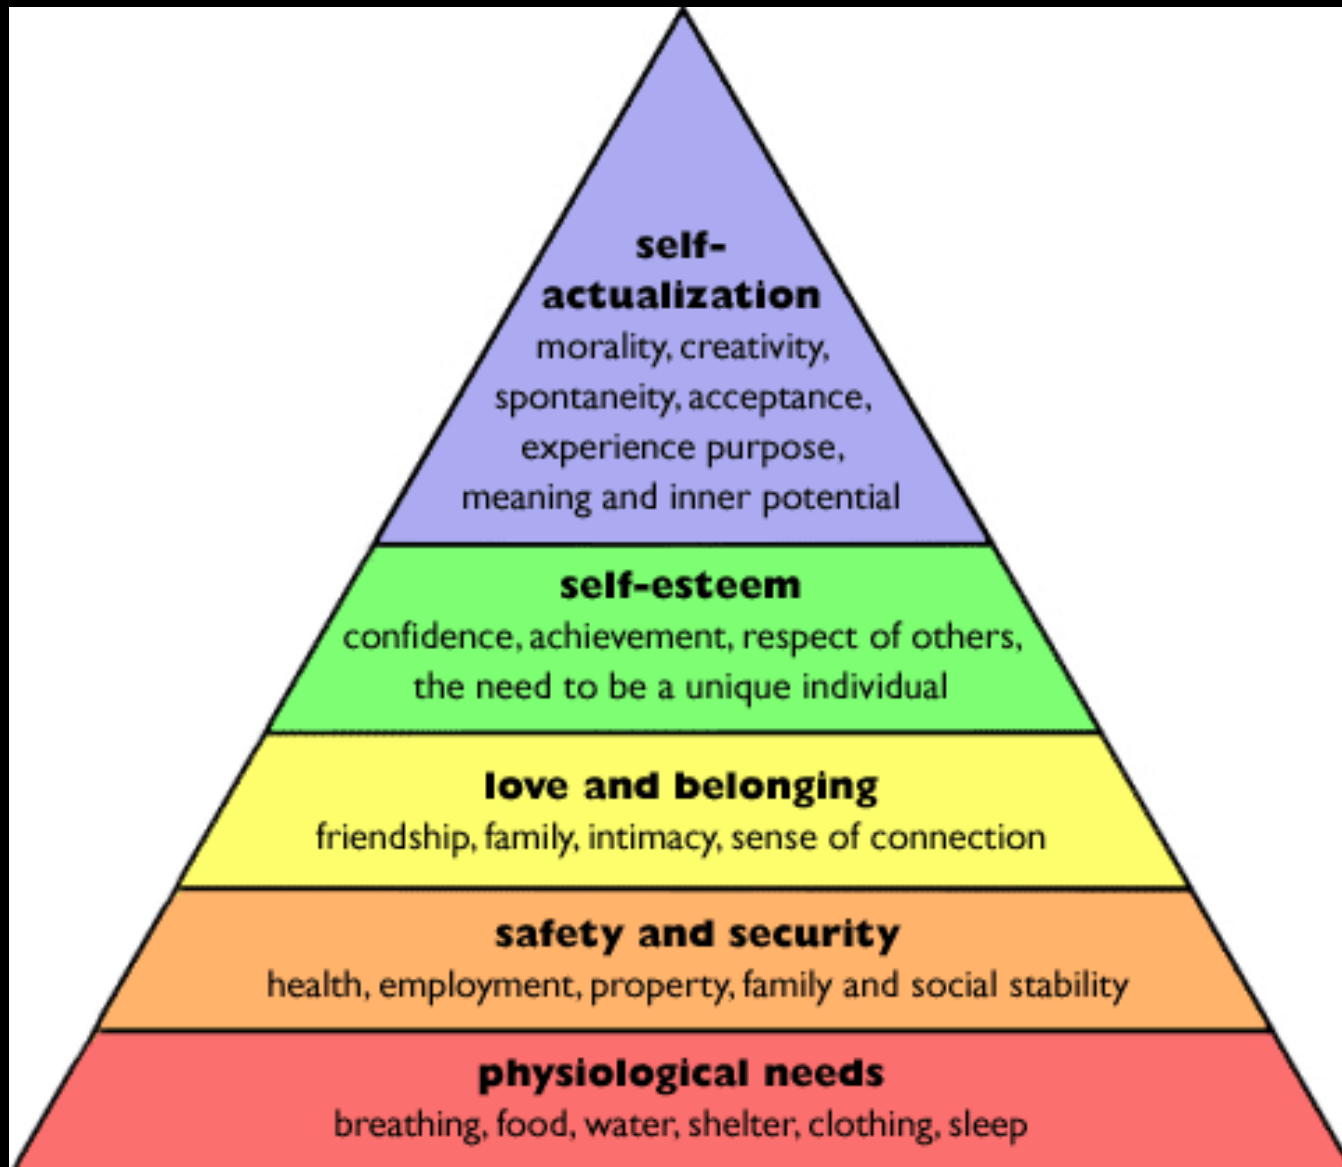 self-
actualization
morality, creativity,
spontaneity, acceptance,
experience purpose,
meaning and inner potential
self-esteem
confidence, achievement, respect of others,
the need to be a unique individual
love and belonging
friendship, family, intimacy, sense of connection
safety and security
health, employment, property, family and social stability
physiological needs
breathing, food, water, shelter, clothing, sleep